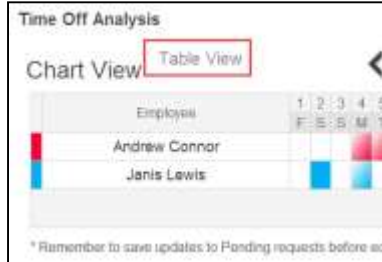 Time Off Analysis
Chart View Table View
Employee 1 2 3 4 5
F S S M T
Andrew Connor
Janis Lewis
* Remember to save updates to Pending requests before